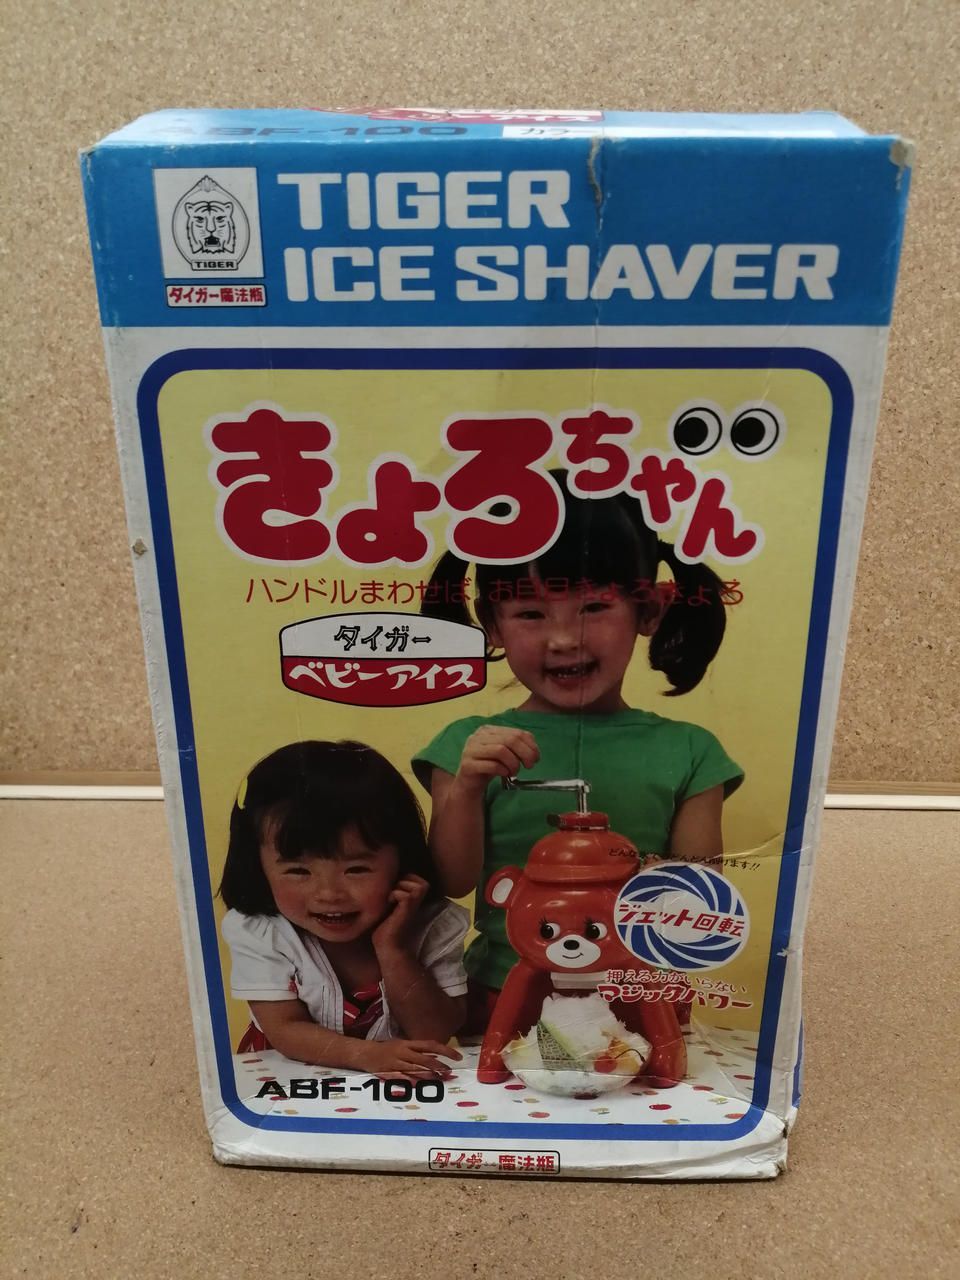 ABF-100
カラー
TIGER
ICE SHAVER
TIGER
タイガー魔法瓶
きょろちゃん
ハンドルまわせば お目目きょろきょろ
タイガー
ベビーアイス
ジェット回転
押える力がいらない
マジックパワー
ABF-100
タイガー魔法瓶